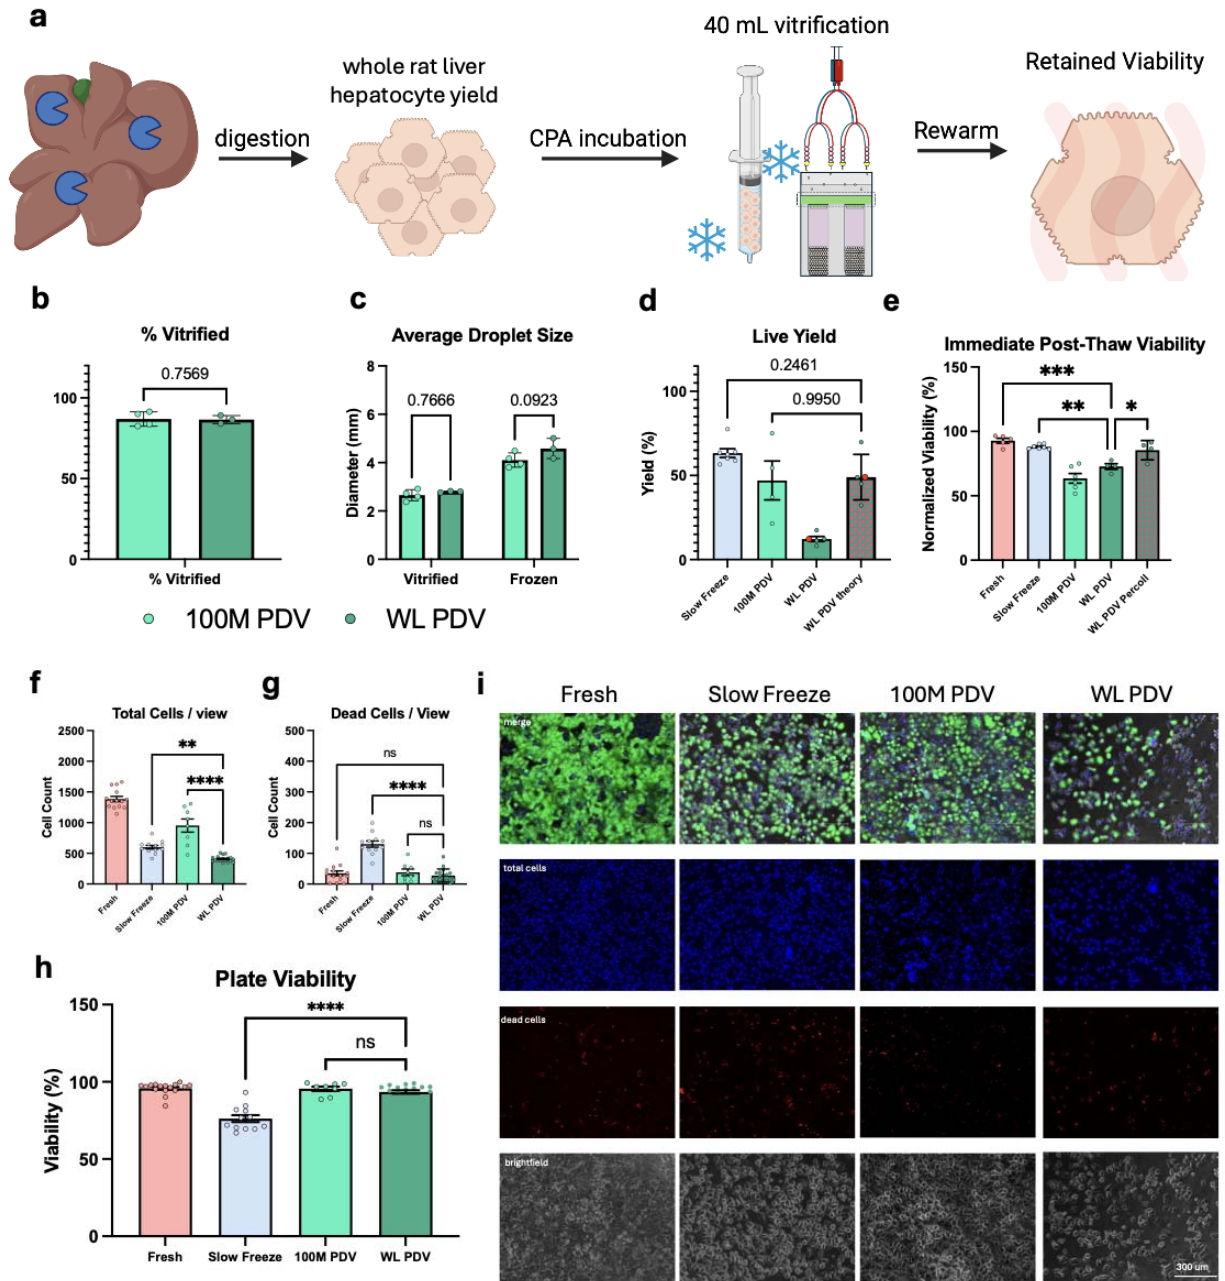 a
40 mL vitrification
whole rat liver
hepatocyte yield
Retained Viability
digestion
CPA incubation
Rewarm
b
% Vitrified
0.7569
100
50
0
% Vitrified
c
Average Droplet Size
Diameter (mm)
8
6
4
2
0
0.7666
0.0923
Vitrified
Frozen
100M PDV
WL PDV
d
Live Yield
Yield (%)
100
50
0
0.2461
0.9950
Slow Freeze
100M PDV
WL PDV
WL PDV theory
e
Immediate Post-Thaw Viability
Normalized Viability (%)
150
100
50
0
***
**
*
Fresh
Slow Freeze
100M PDV
WL PDV
WL PDV Percoll
f
Total Cells / view
Cell Count
2500
2000
1500
1000
500
0
**
****
Fresh
Slow Freeze
100M PDV
WL PDV
g
Dead Cells / View
Cell Count
500
400
300
200
100
0
ns
****
ns
Fresh
Slow Freeze
100M PDV
WL PDV
h
Plate Viability
Viability (%)
150
100
50
0
****
ns
Fresh
Slow Freeze
100M PDV
WL PDV
i
Fresh
Slow Freeze
100M PDV
WL PDV
merge
total cells
dead cells
brightfield
300 um